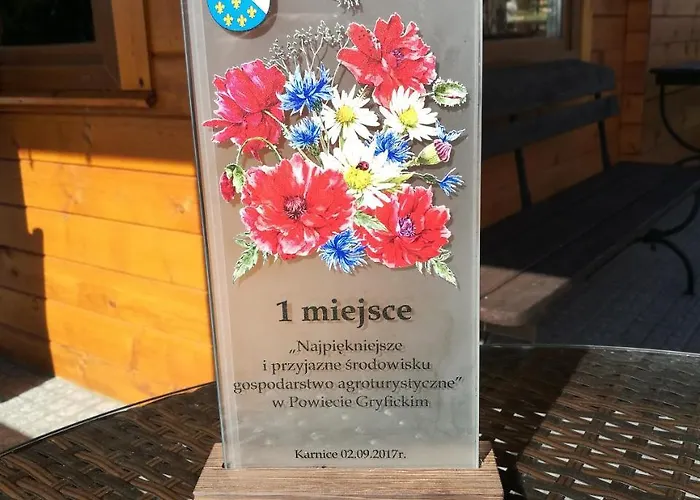 1 miejsce
„Najpiękniejsze
i przyjazne środowisku
gospodarstwo agroturystyczne”
w Powiecie Gryfickim
Karnice 02.09.2017r.